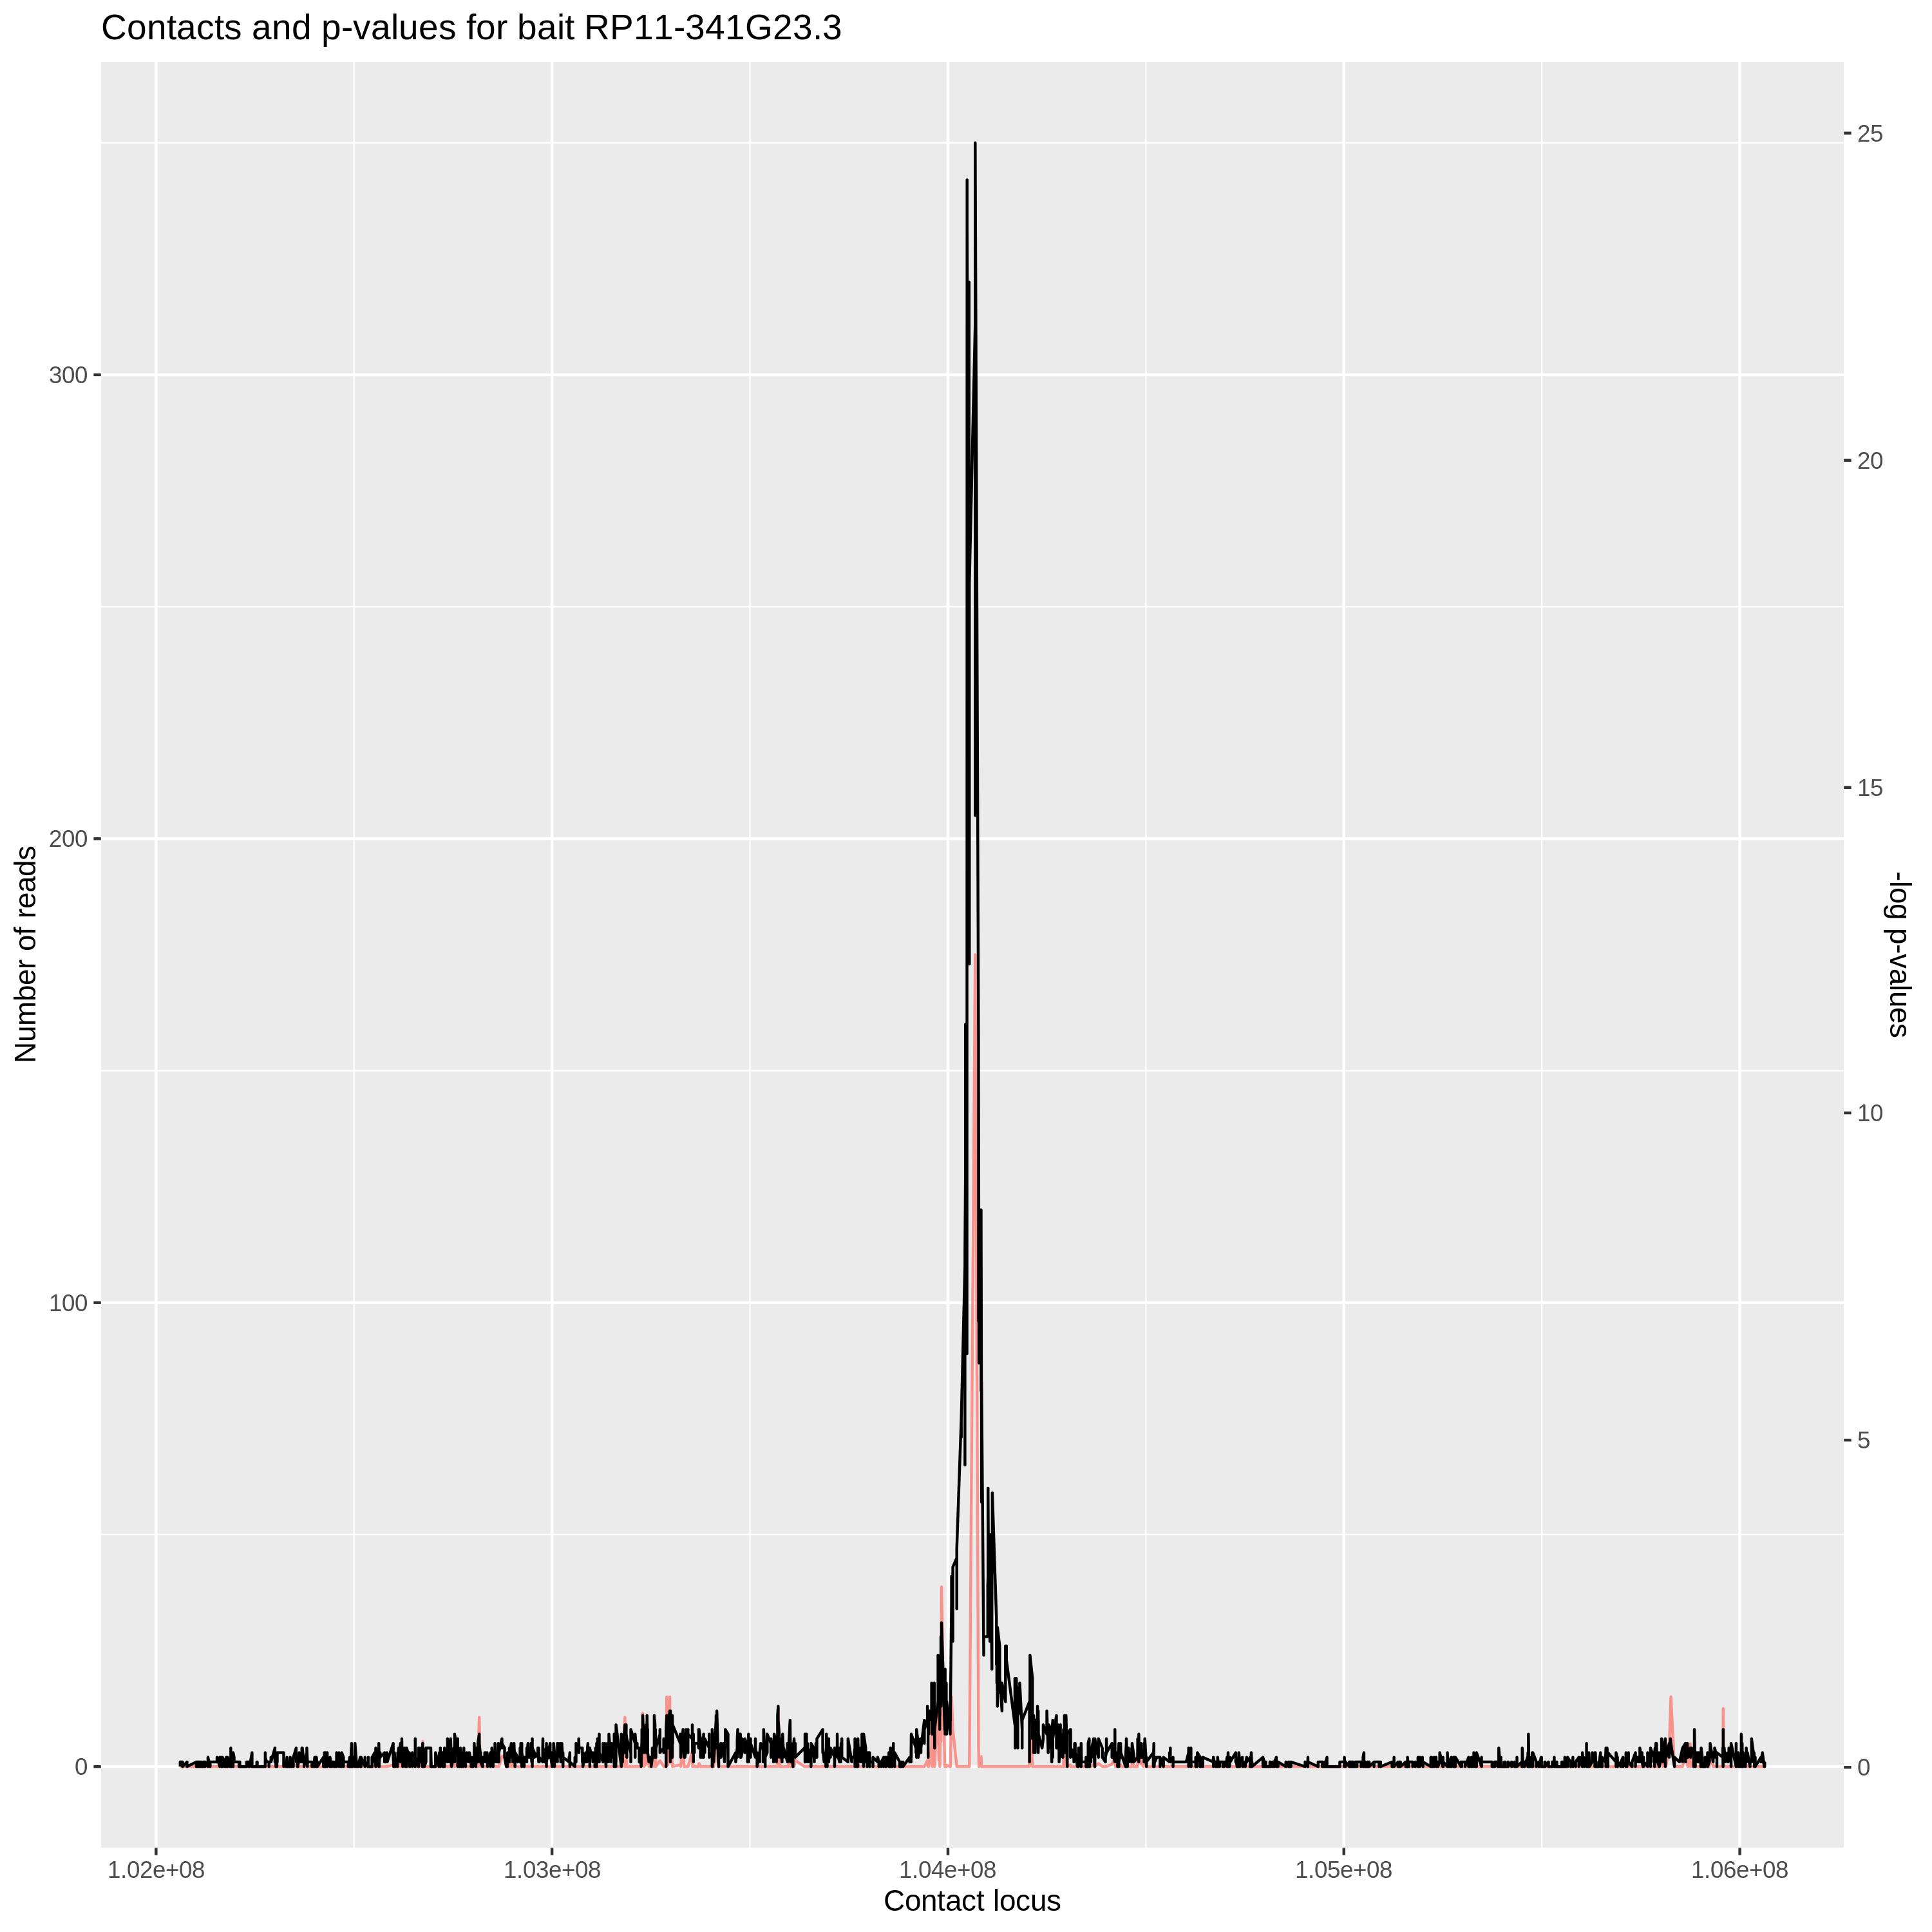 Contacts and p-values for bait RP11-341G23.3
Number of reads
300
200
100
0
25
20
15
10
5
0
-log p-values
1.02e+08
1.03e+08
1.04e+08
1.05e+08
1.06e+08
Contact locus